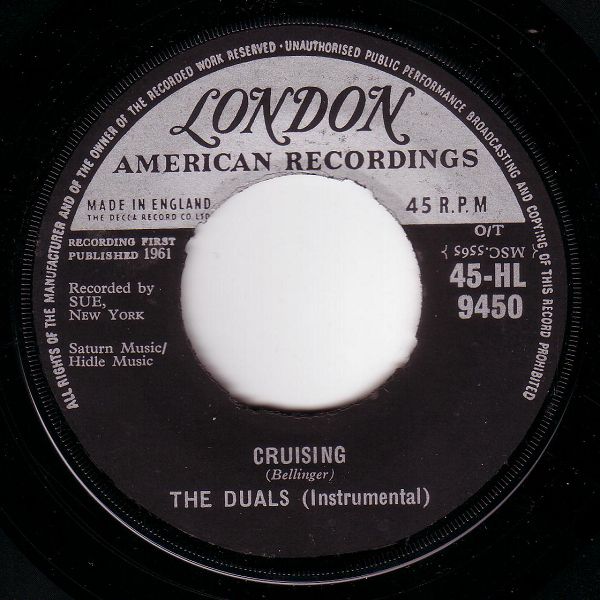 ALL RIGHTS OF THE MANUFACTURER AND OF THE OWNER OF THE RECORDED WORK RESERVED · UNAUTHORISED PUBLIC PERFORMANCE BROADCASTING AND COPYING OF THIS RECORD PROHIBITED
LONDON
AMERICAN RECORDINGS
MADE IN ENGLAND
THE DECCA RECORD CO LTD
45 R.P.M
RECORDING FIRST
PUBLISHED 1961
O/T
{ MSC.5565 }
45-HL
9450
Recorded by
SUE,
NEW YORK
Saturn Music/
Hidle Music
CRUISING
(Bellinger)
THE DUALS (Instrumental)